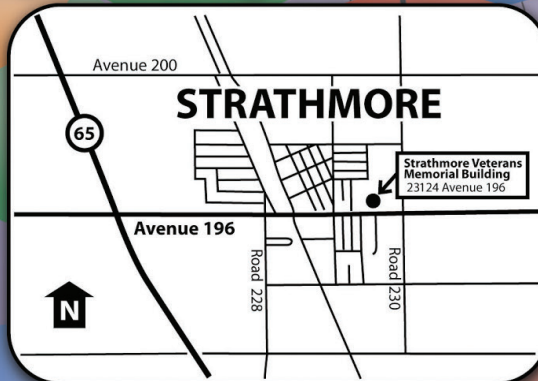 Avenue 200
STRATHMORE
65
Strathmore Veterans
Memorial Building
23124 Avenue 196
Avenue 196
Road 228
Road 230
N